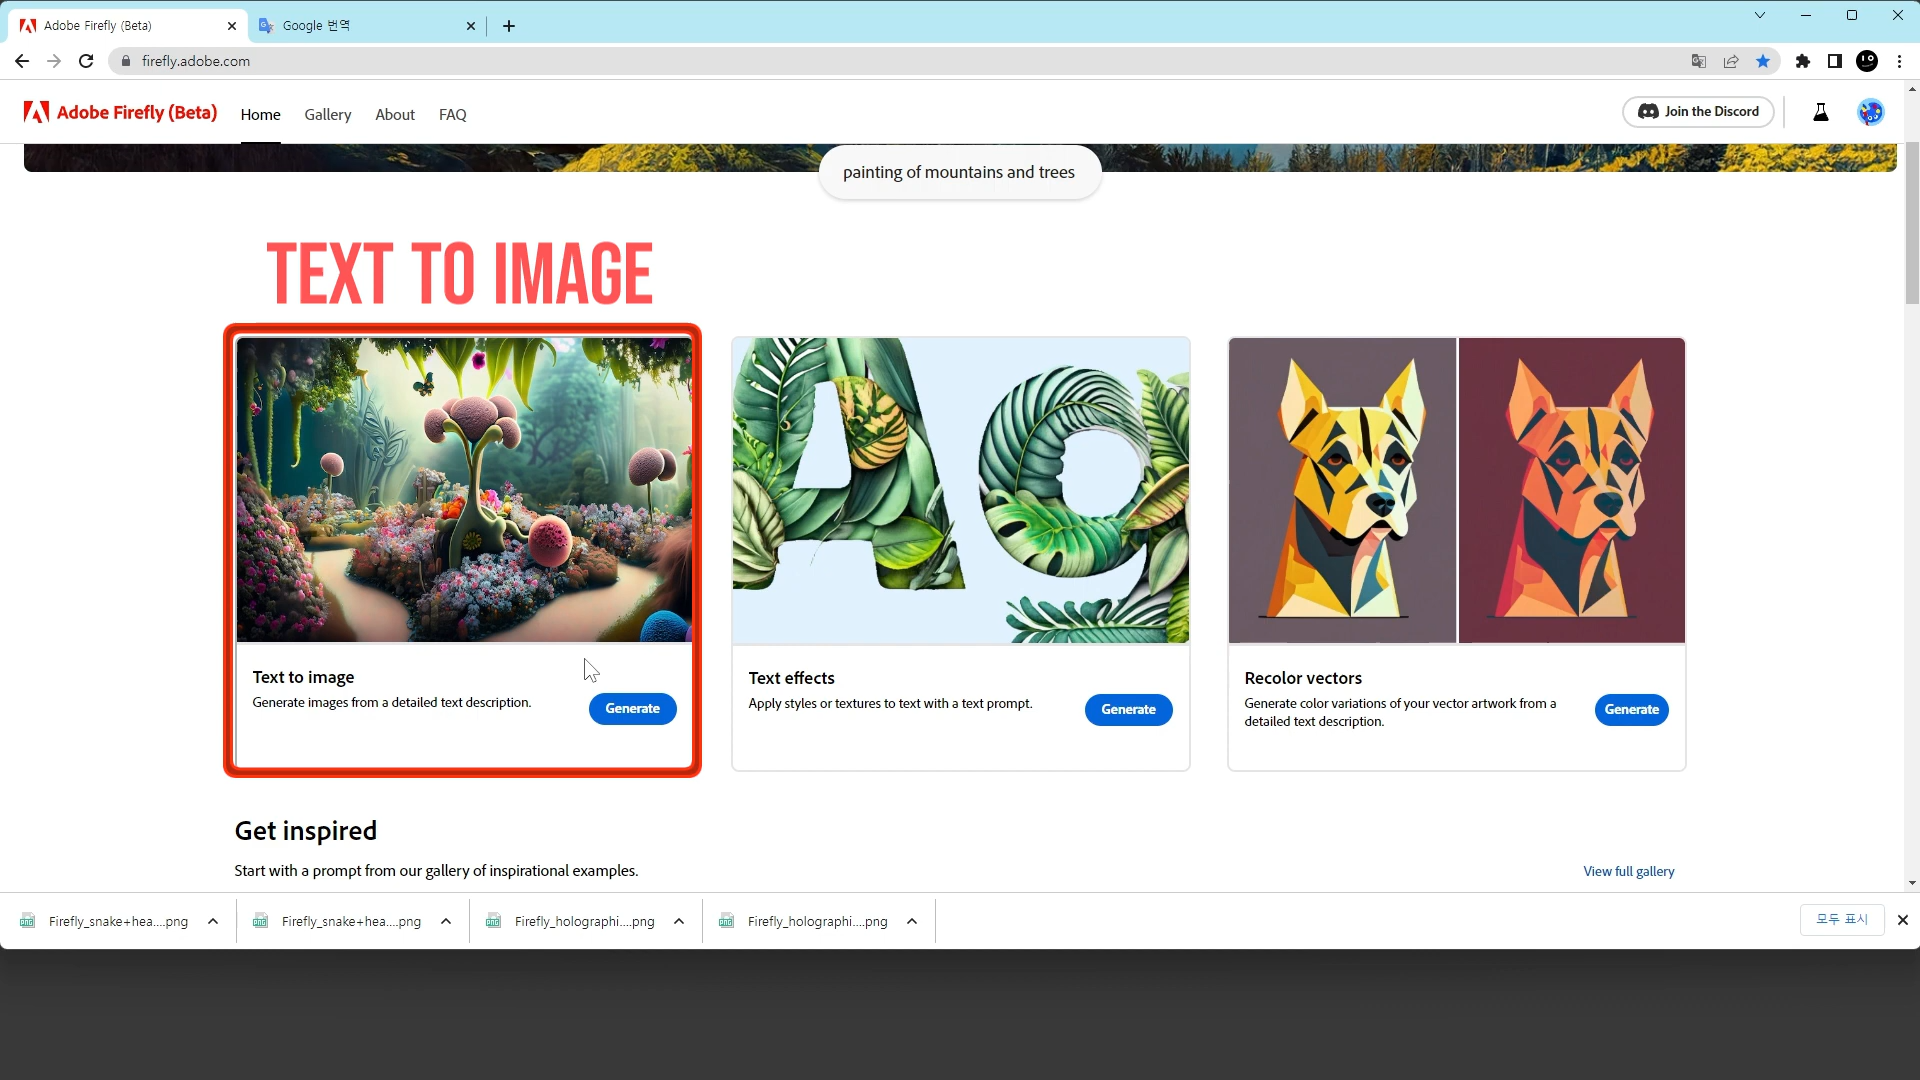 Adobe Firefly (Beta)
Google 번역
firefly.adobe.com
Adobe Firefly (Beta)
Home
Gallery
About
FAQ
Join the Discord
painting of mountains and trees
TEXT TO IMAGE
Text to image
Generate images from a detailed text description.
Generate
Ag
Text effects
Apply styles or textures to text with a text prompt.
Generate
Recolor vectors
Generate color variations of your vector artwork from a
detailed text description.
Generate
Get inspired
Start with a prompt from our gallery of inspirational examples.
View full gallery
Firefly_snake+hea....png
Firefly_snake+hea....png
Firefly_holographi....png
Firefly_holographi....png
모두 표시